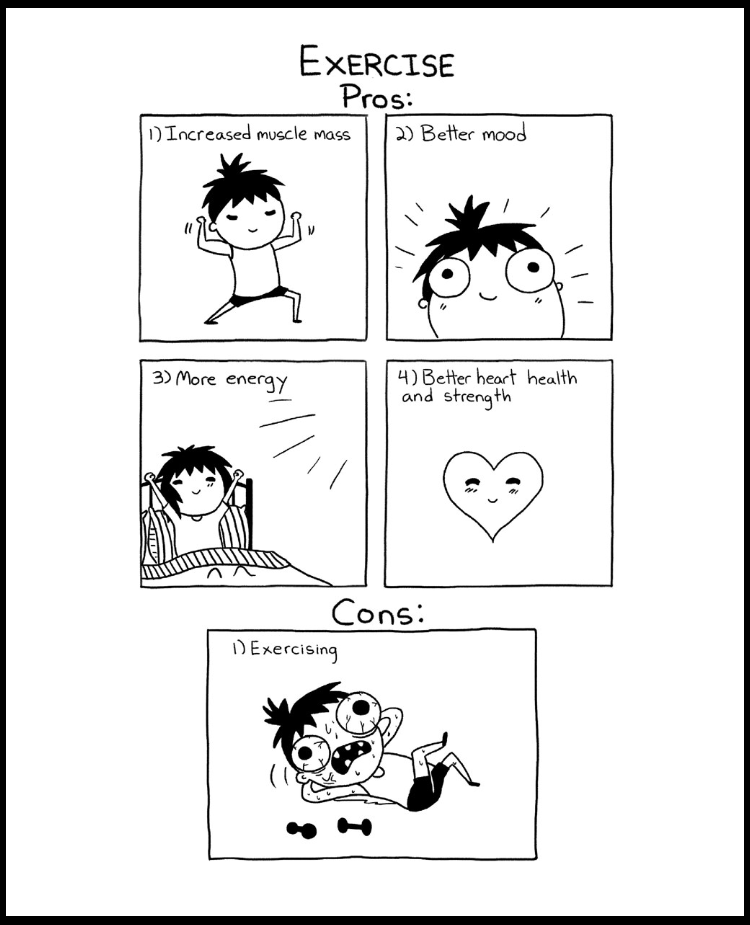 EXERCISE
Pros:
1) Increased muscle mass
2) Better mood
3) More energy
4) Better heart health
and strength
Cons:
1) Exercising